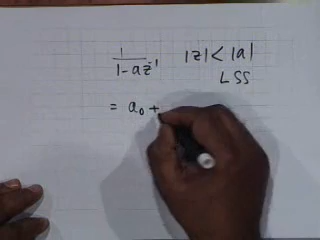 1/(1-az⁻¹) |z| < |a|
LSS
= a₀ +